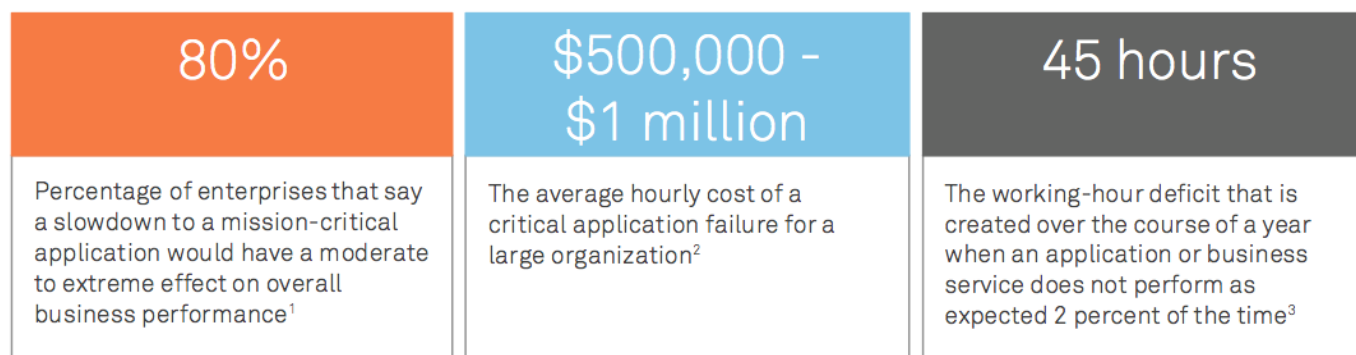 80%
Percentage of enterprises that say
a slowdown to a mission-critical
application would have a moderate
to extreme effect on overall
business performance¹
$500,000 -
$1 million
The average hourly cost of a
critical application failure for a
large organization²
45 hours
The working-hour deficit that is
created over the course of a year
when an application or business
service does not perform as
expected 2 percent of the time³